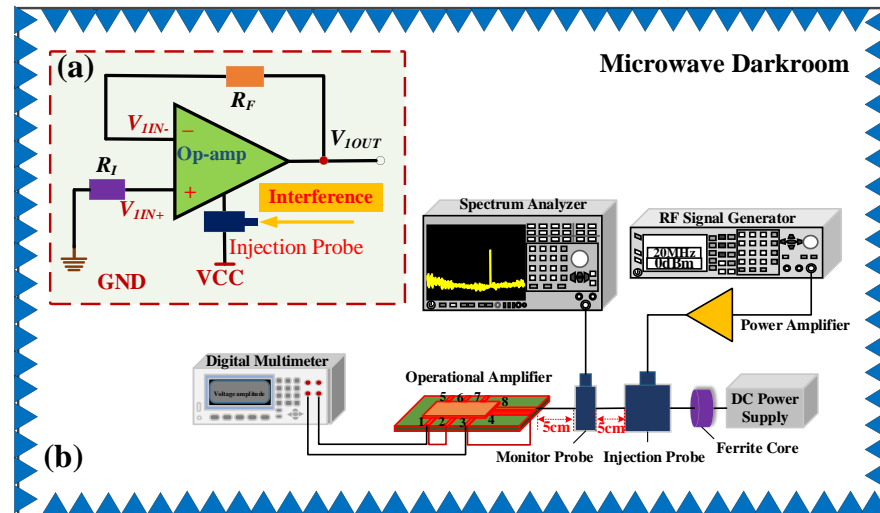 (a)
Microwave Darkroom
R_F
V_1IN-
−
V_1OUT
Op-amp
R_I
+
V_1IN+
Interference
Injection Probe
GND
VCC
Spectrum Analyzer
RF Signal Generator
20MHz
0dBm
Power Amplifier
Digital Multimeter
Voltage amplitude
Operational Amplifier
5 6 7 8
1 2 3 4
5cm
5cm
DC Power
Supply
Monitor Probe
Injection Probe
Ferrite Core
(b)